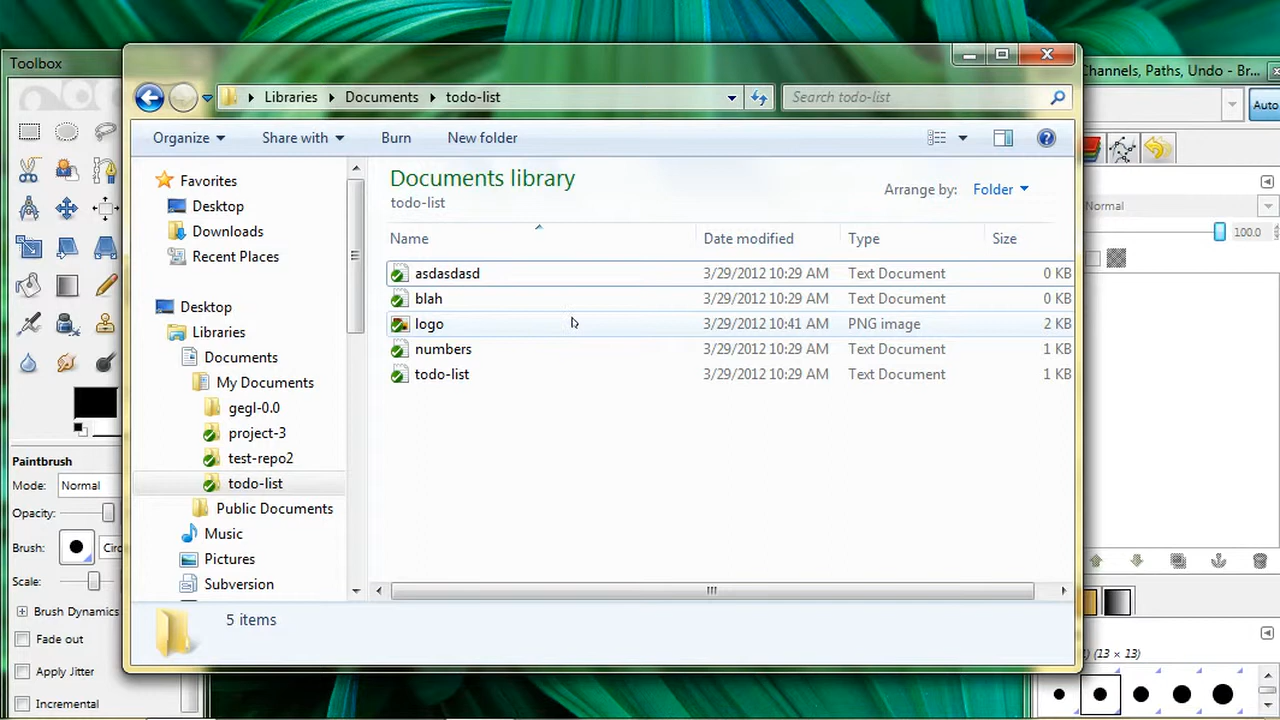 Toolbox
Channels, Paths, Undo - Br...
Libraries Documents todo-list
Search todo-list
Auto
Organize
Share with
Burn
New folder
Favorites
Desktop
Downloads
Recent Places
Desktop
Libraries
Documents
My Documents
gegl-0.0
project-3
test-repo2
todo-list
Public Documents
Music
Pictures
Subversion
Documents library
todo-list
Arrange by: Folder
Name Date modified Type Size
asdasdasd 3/29/2012 10:29 AM Text Document 0 KB
blah 3/29/2012 10:29 AM Text Document 0 KB
logo 3/29/2012 10:41 AM PNG image 2 KB
numbers 3/29/2012 10:29 AM Text Document 1 KB
todo-list 3/29/2012 10:29 AM Text Document 1 KB
5 items
Paintbrush
Mode: Normal
Opacity:
Brush: Circ
Scale:
Brush Dynamics
Fade out
Apply Jitter
Incremental
Normal
100.0
(13 × 13)